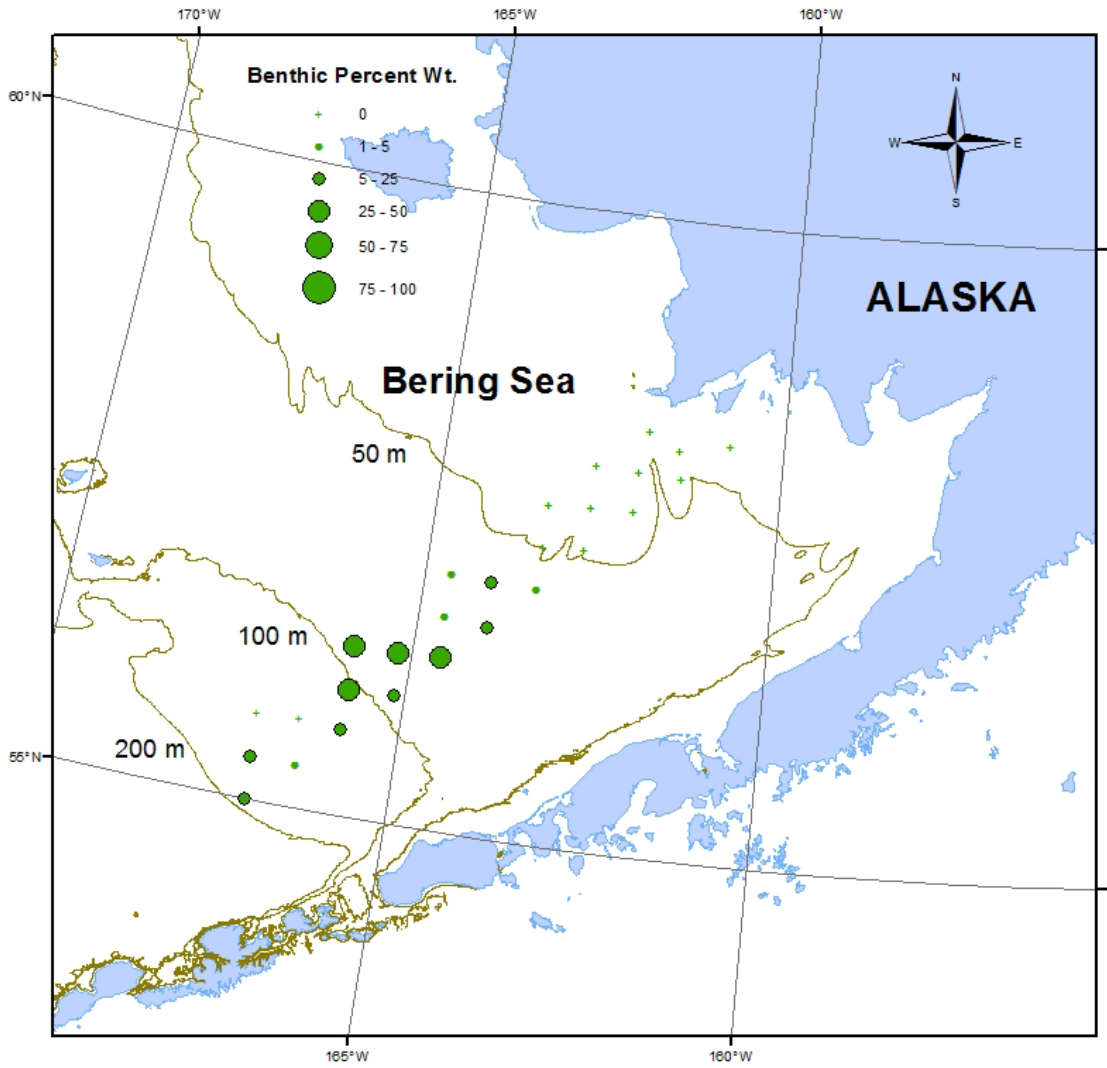 170°W
165°W
160°W
Benthic Percent Wt.
0
1 - 5
5 - 25
25 - 50
50 - 75
75 - 100
N
W
E
S
60°N
ALASKA
Bering Sea
50 m
100 m
200 m
55°N
165°W
160°W